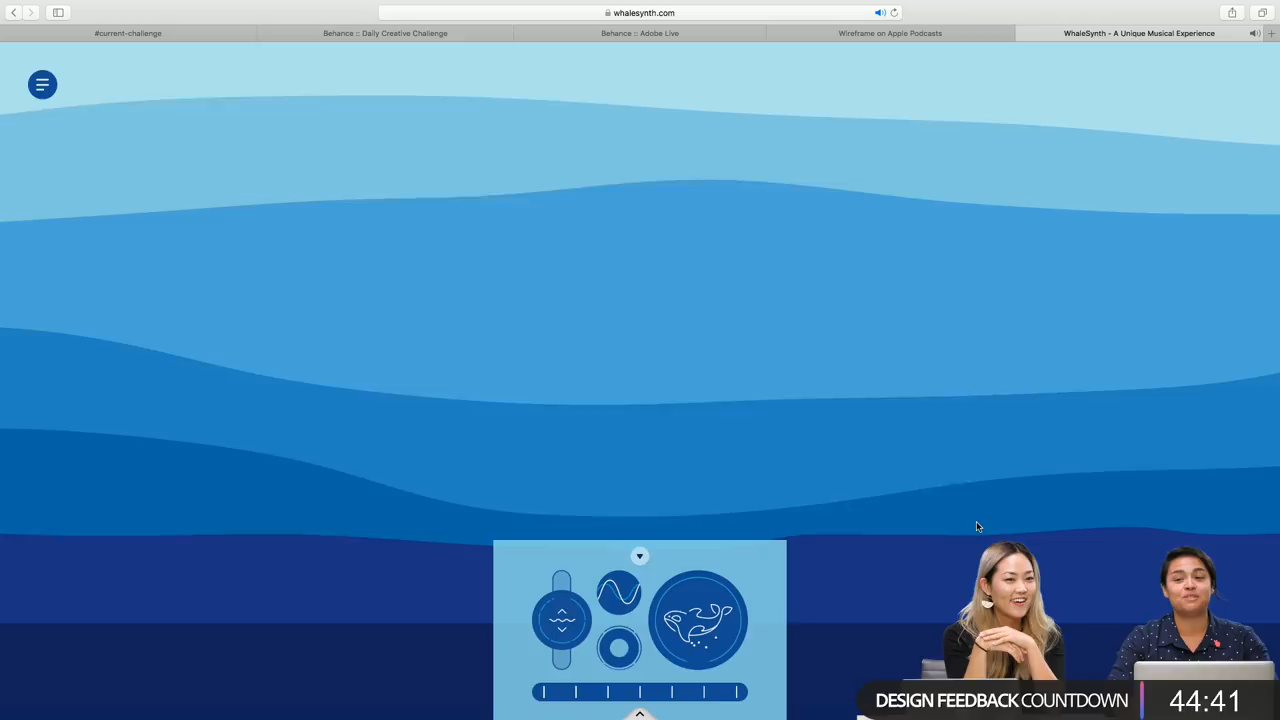 whalesynth.com
#current-challenge
Behance :: Daily Creative Challenge
Behance :: Adobe Live
Wireframe on Apple Podcasts
WhaleSynth - A Unique Musical Experience
DESIGN FEEDBACK COUNTDOWN
44:41